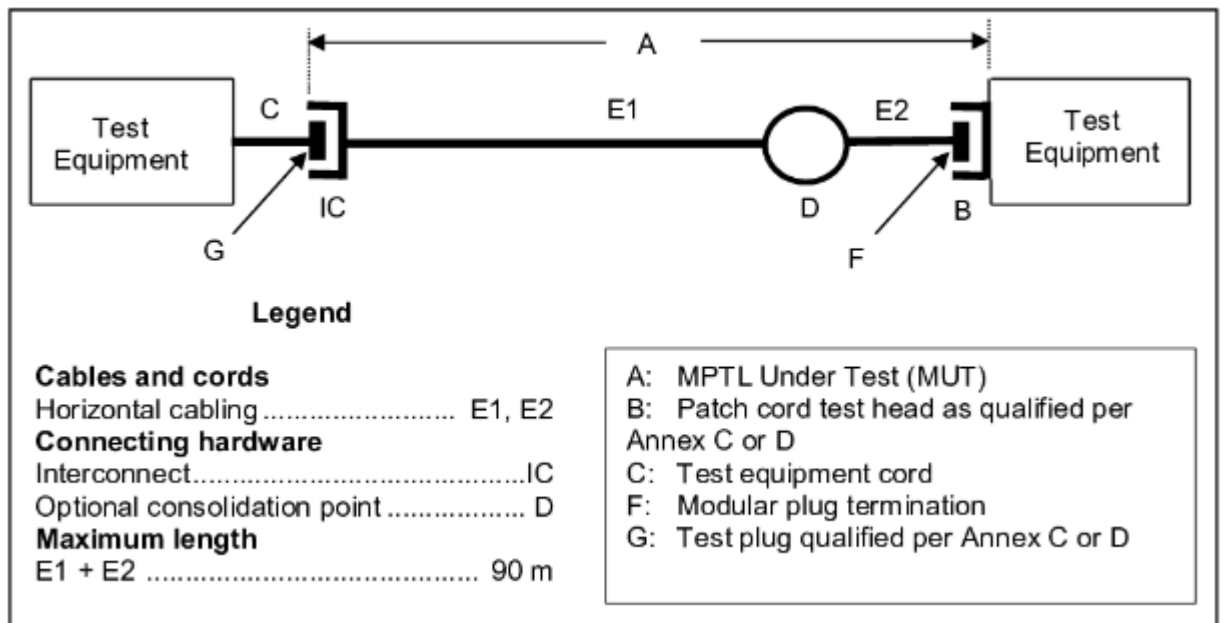 A
C
E1
E2
Test
Equipment
Test
Equipment
IC
D
B
G
F
Legend
Cables and cords
Horizontal cabling .......................... E1, E2
Connecting hardware
Interconnect.............................................IC
Optional consolidation point ................... D
Maximum length
E1 + E2 ............................................. 90 m
A: MPTL Under Test (MUT)
B: Patch cord test head as qualified per
Annex C or D
C: Test equipment cord
F: Modular plug termination
G: Test plug qualified per Annex C or D